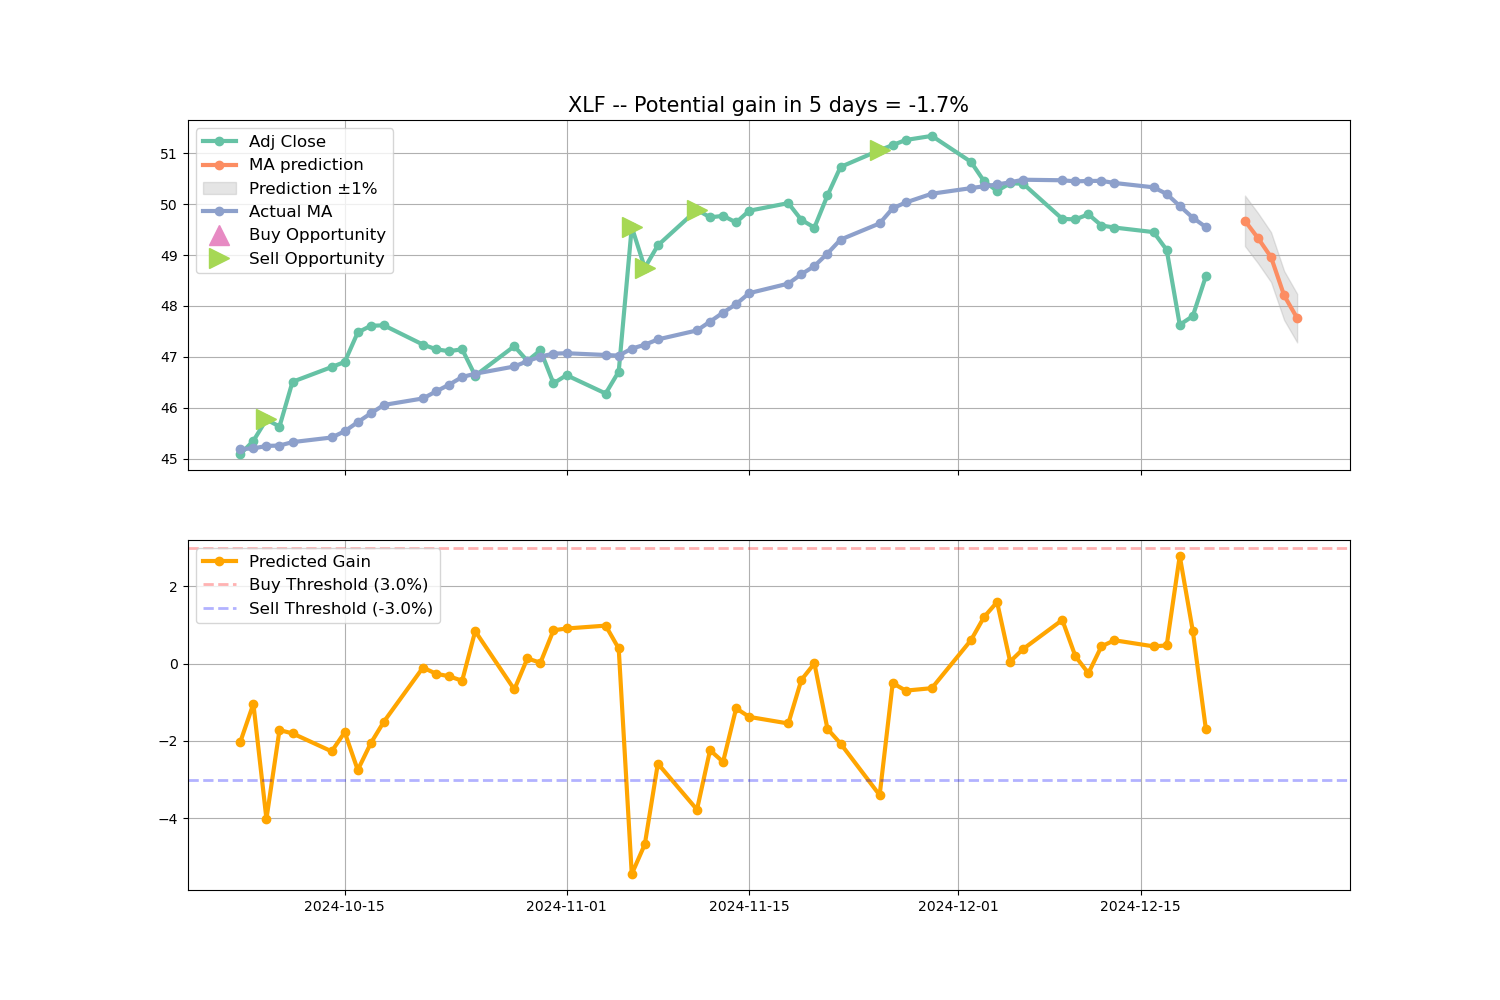 XLF -- Potential gain in 5 days = -1.7%
Adj Close
MA prediction
Prediction ±1%
Actual MA
Buy Opportunity
Sell Opportunity
51
50
49
48
47
46
45
Predicted Gain
Buy Threshold (3.0%)
Sell Threshold (-3.0%)
2
0
−2
−4
2024-10-15
2024-11-01
2024-11-15
2024-12-01
2024-12-15